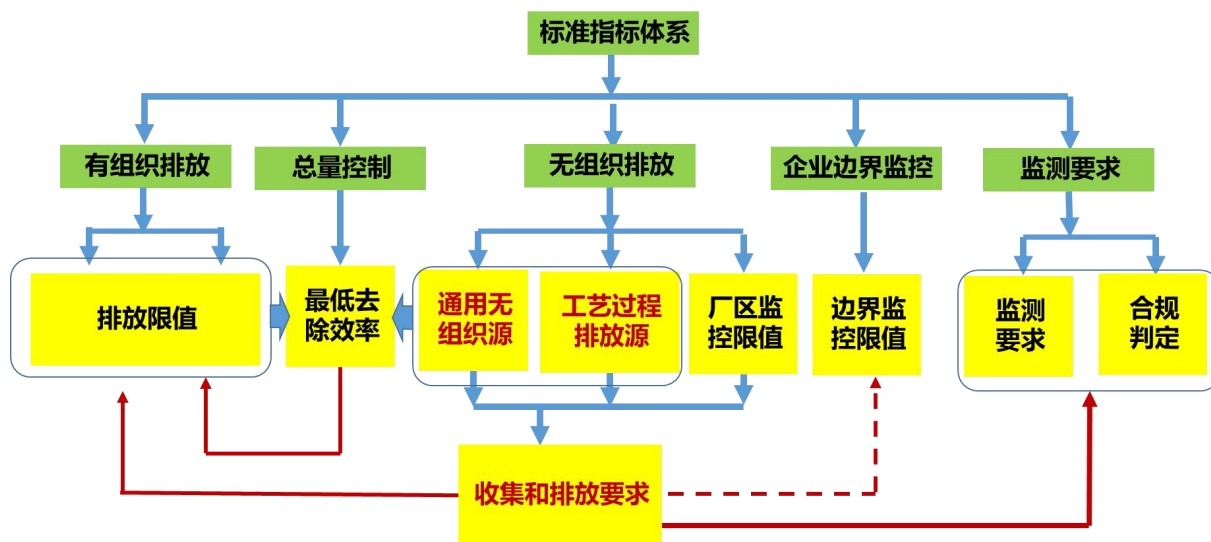 标准指标体系
有组织排放
总量控制
无组织排放
企业边界监控
监测要求
排放限值
最低去
除效率
通用无
组织源
工艺过程
排放源
厂区监
控限值
边界监
控限值
监测
要求
合规
判定
收集和排放要求